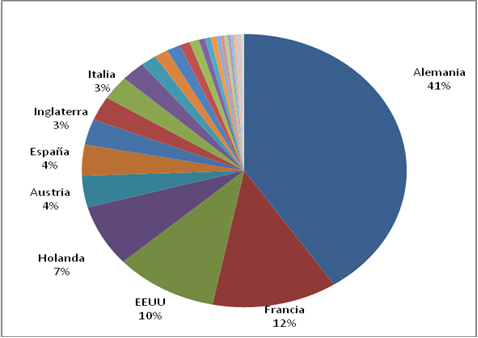 Alemania
41%
Francia
12%
EEUU
10%
Holanda
7%
Austria
4%
España
4%
Inglaterra
3%
Italia
3%